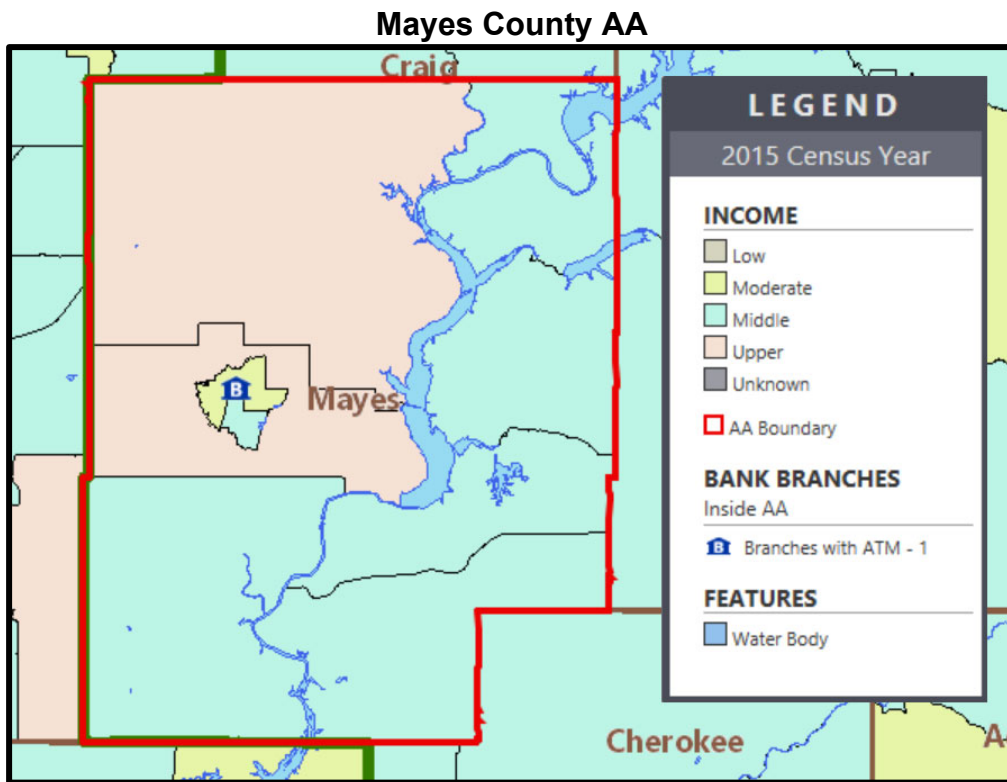 Mayes County AA
Craig
Mayes
Cherokee
A
B
LEGEND
2015 Census Year
INCOME
Low
Moderate
Middle
Upper
Unknown
AA Boundary
BANK BRANCHES
Inside AA
B Branches with ATM - 1
FEATURES
Water Body